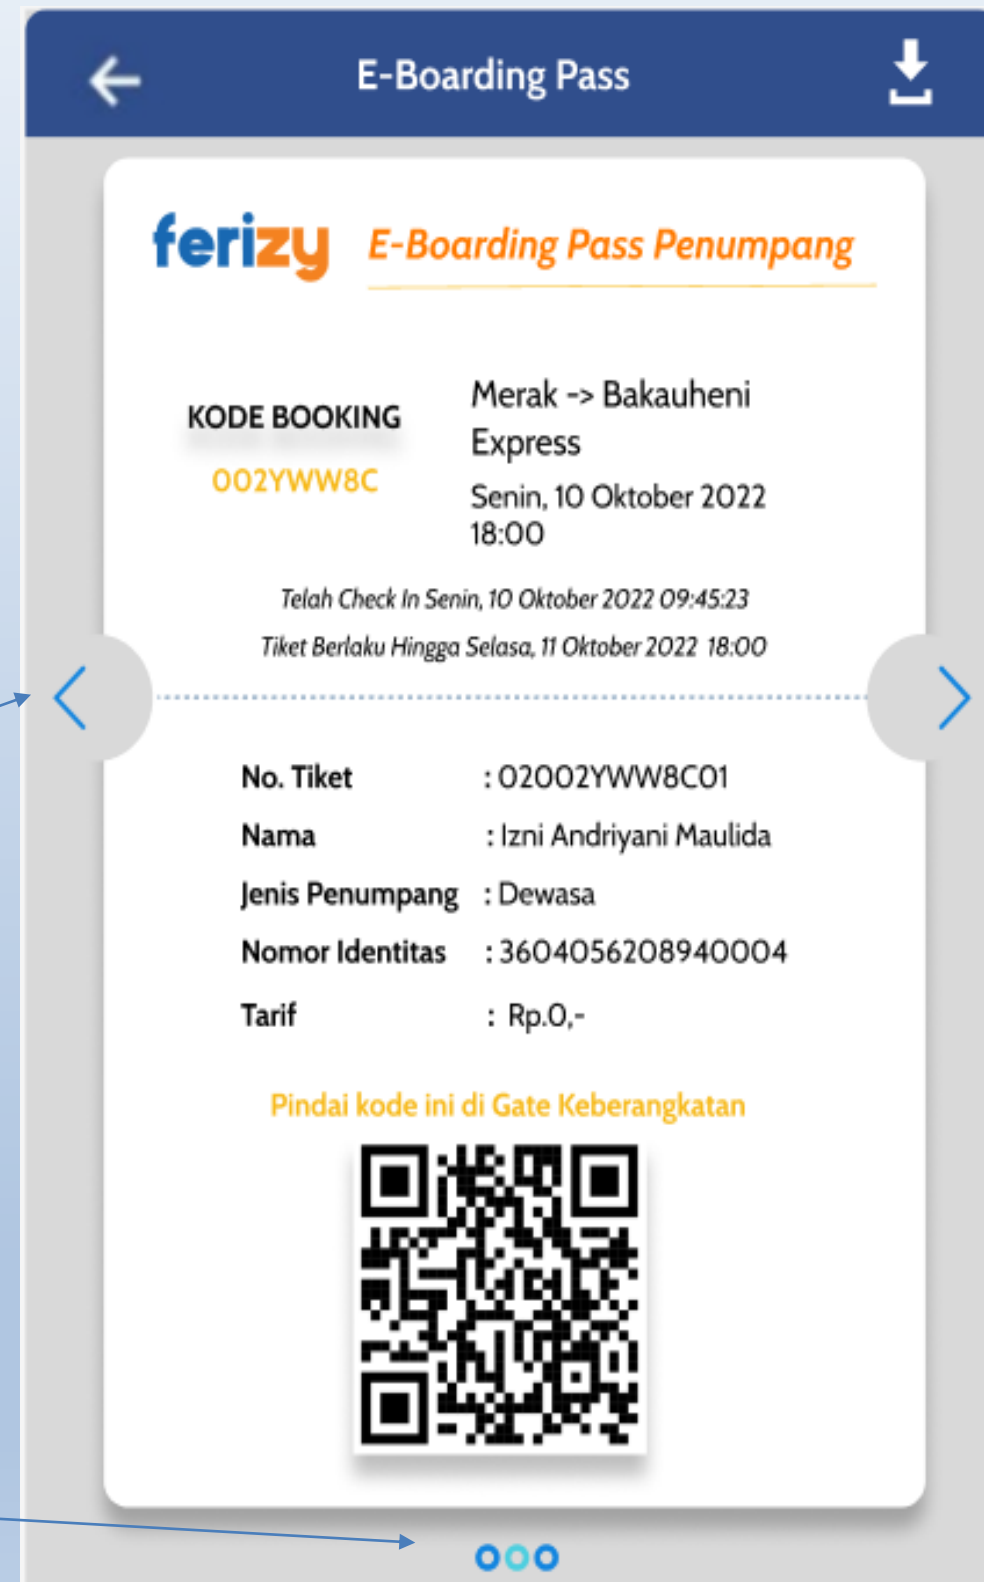 E-Boarding Pass
ferizy E-Boarding Pass Penumpang
KODE BOOKING
002YWW8C
Merak -> Bakauheni
Express
Senin, 10 Oktober 2022
18:00
Telah Check In Senin, 10 Oktober 2022 09:45:23
Tiket Berlaku Hingga Selasa, 11 Oktober 2022 18:00
No. Tiket : 02002YWW8C01
Nama : Izni Andriyani Maulida
Jenis Penumpang : Dewasa
Nomor Identitas : 3604056208940004
Tarif : Rp.0,-
Pindai kode ini di Gate Keberangkatan